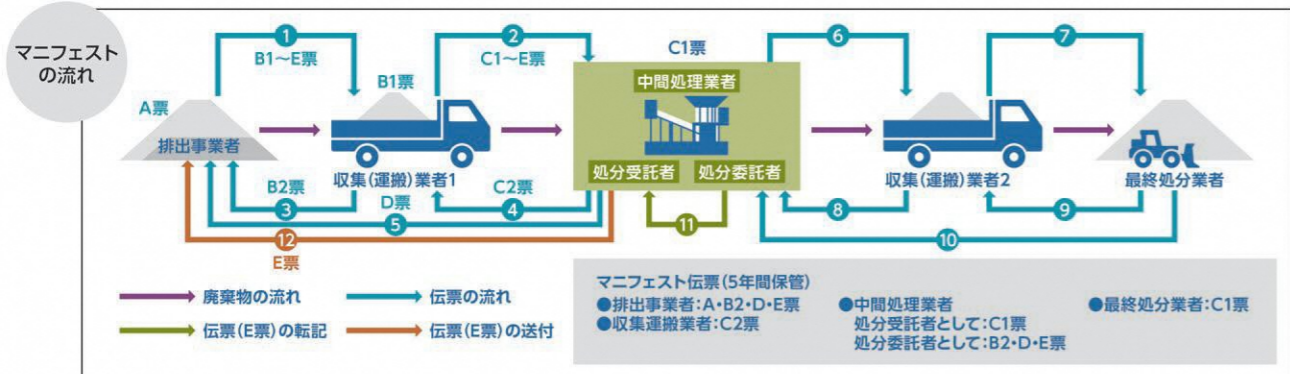 マニフェスト
の流れ
1
B1～E票
2
C1～E票
C1票
6
7
A票
B1票
中間処理業者
排出事業者
処分受託者
処分委託者
収集(運搬)業者1
収集(運搬)業者2
最終処分業者
B2票
3
D票
5
C2票
4
11
8
9
12
E票
10
廃棄物の流れ
伝票の流れ
伝票(E票)の転記
伝票(E票)の送付
マニフェスト伝票(5年間保管)
●排出事業者:A・B2・D・E票
●収集運搬業者:C2票
●中間処理業者
処分受託者として:C1票
処分委託者として:B2・D・E票
●最終処分業者:C1票